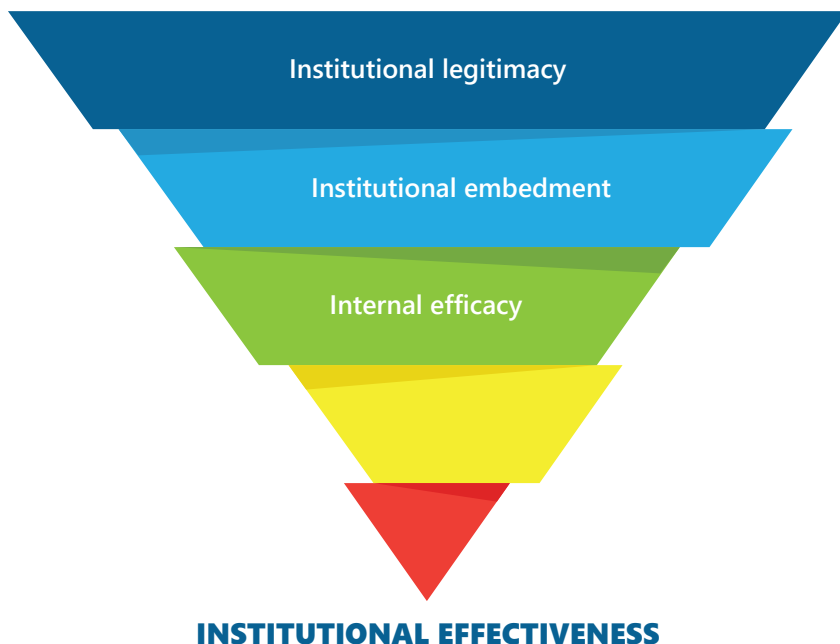 Institutional legitimacy
Institutional embedment
Internal efficacy
INSTITUTIONAL EFFECTIVENESS